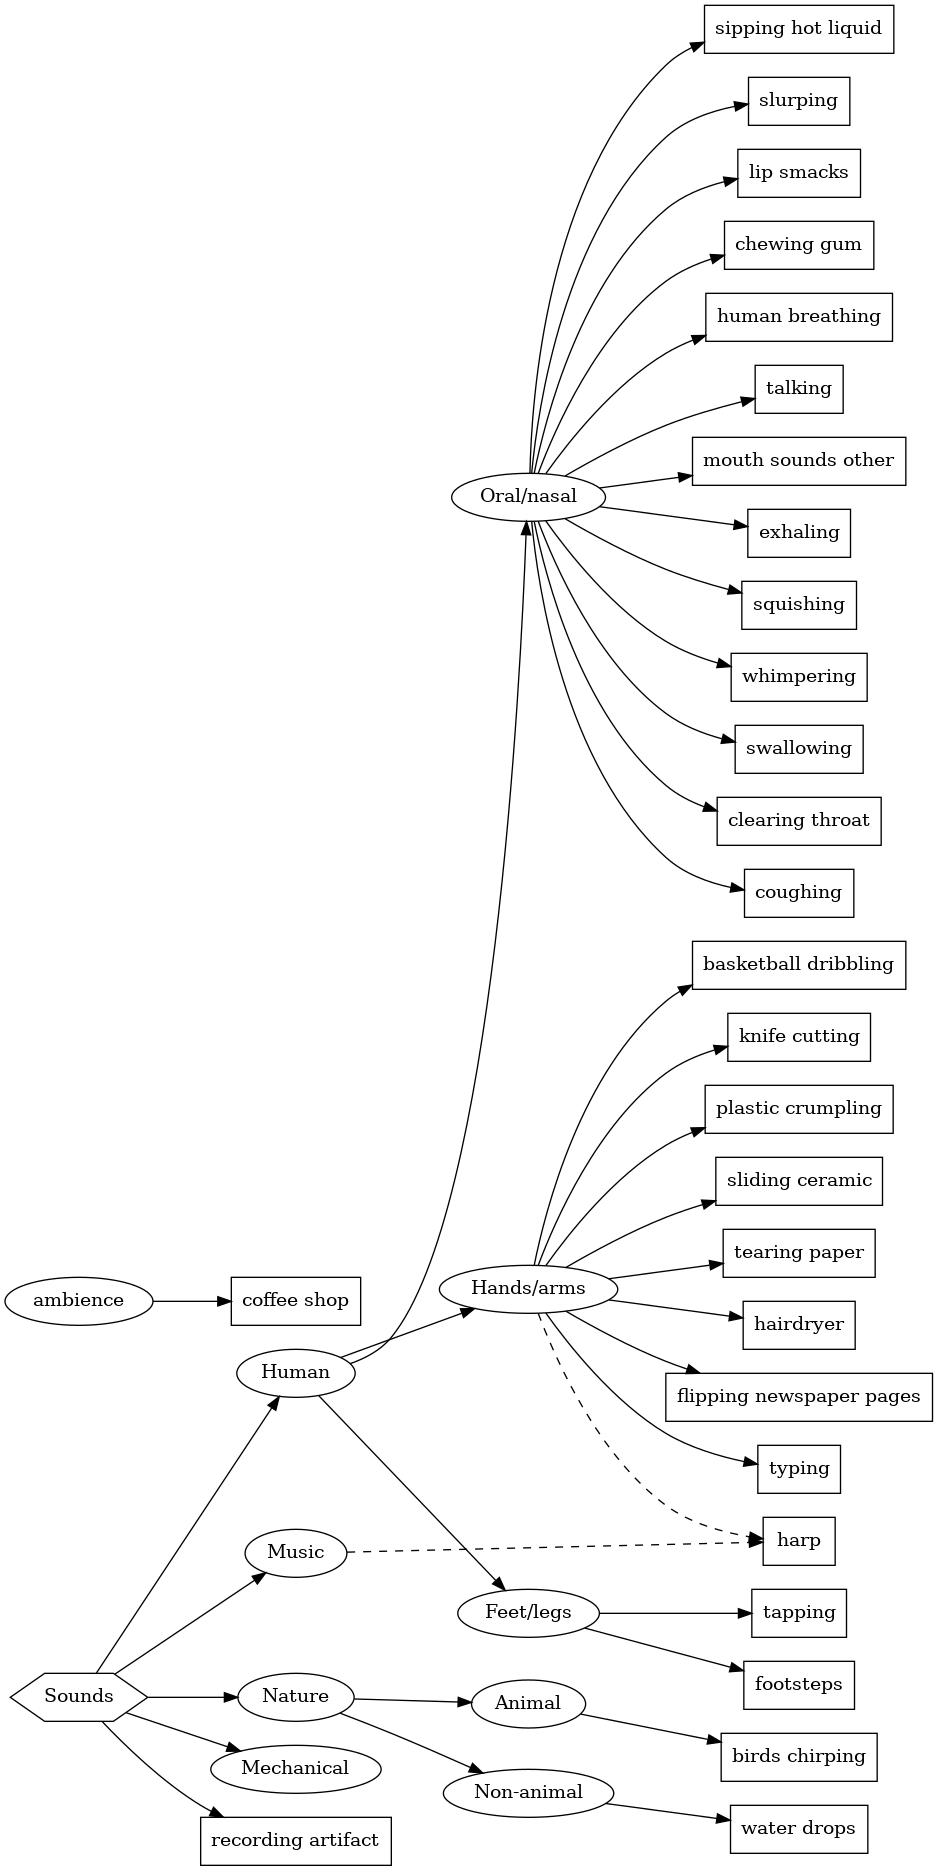 sipping hot liquid
slurping
lip smacks
chewing gum
human breathing
talking
mouth sounds other
Oral/nasal
exhaling
squishing
whimpering
swallowing
clearing throat
coughing
basketball dribbling
knife cutting
plastic crumpling
sliding ceramic
tearing paper
Hands/arms
ambience
coffee shop
hairdryer
Human
flipping newspaper pages
typing
harp
Music
Feet/legs
tapping
footsteps
Sounds
Nature
Animal
birds chirping
Mechanical
Non-animal
water drops
recording artifact